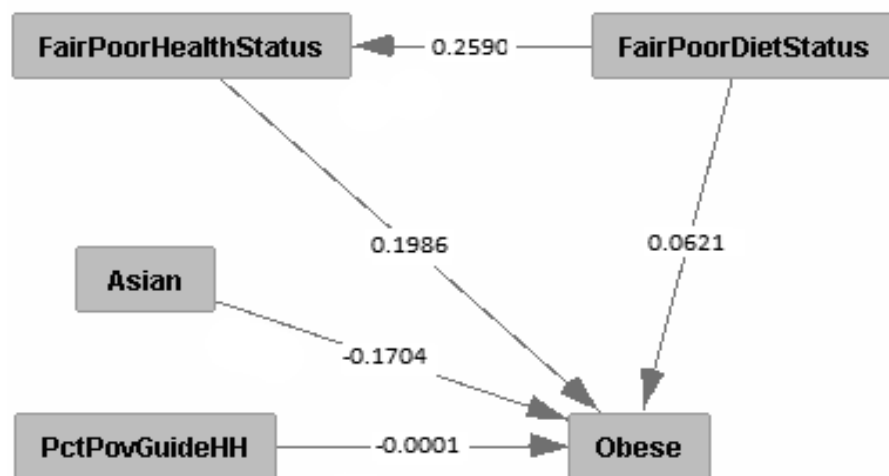 FairPoorHealthStatus
0.2590
FairPoorDietStatus
0.1986
0.0621
Asian
-0.1704
PctPovGuideHH
-0.0001
Obese